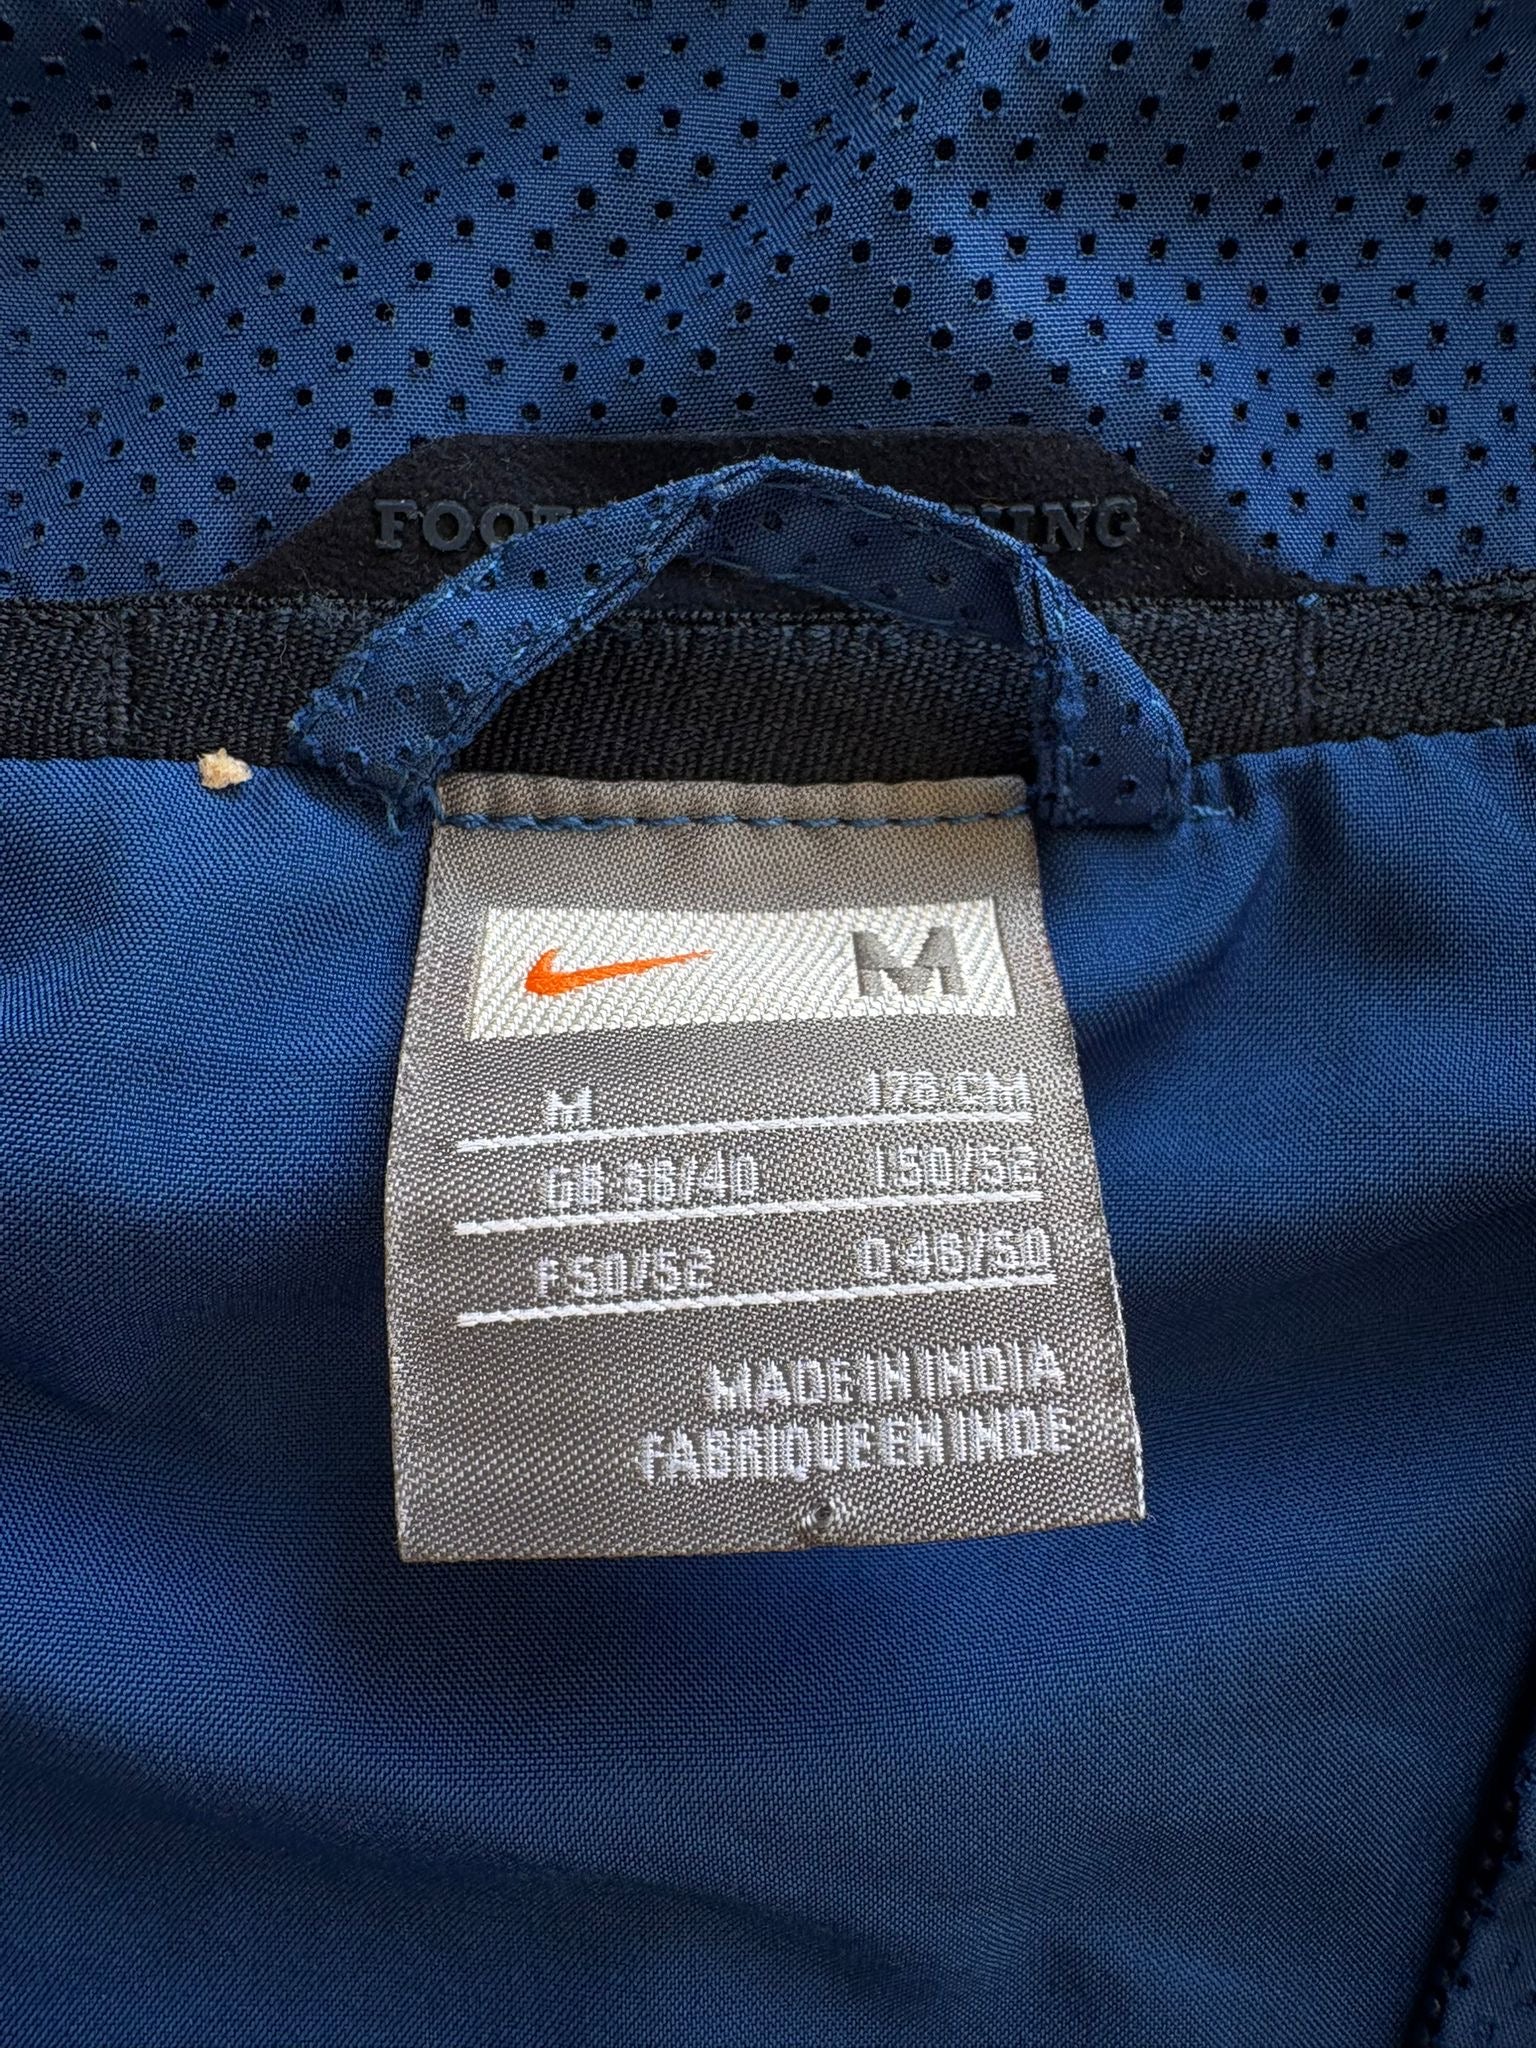 M
M 178 CM
GB 38/40 I 50/52
F 50/52 D 46/50
MADE IN INDIA
FABRIQUE EN INDE